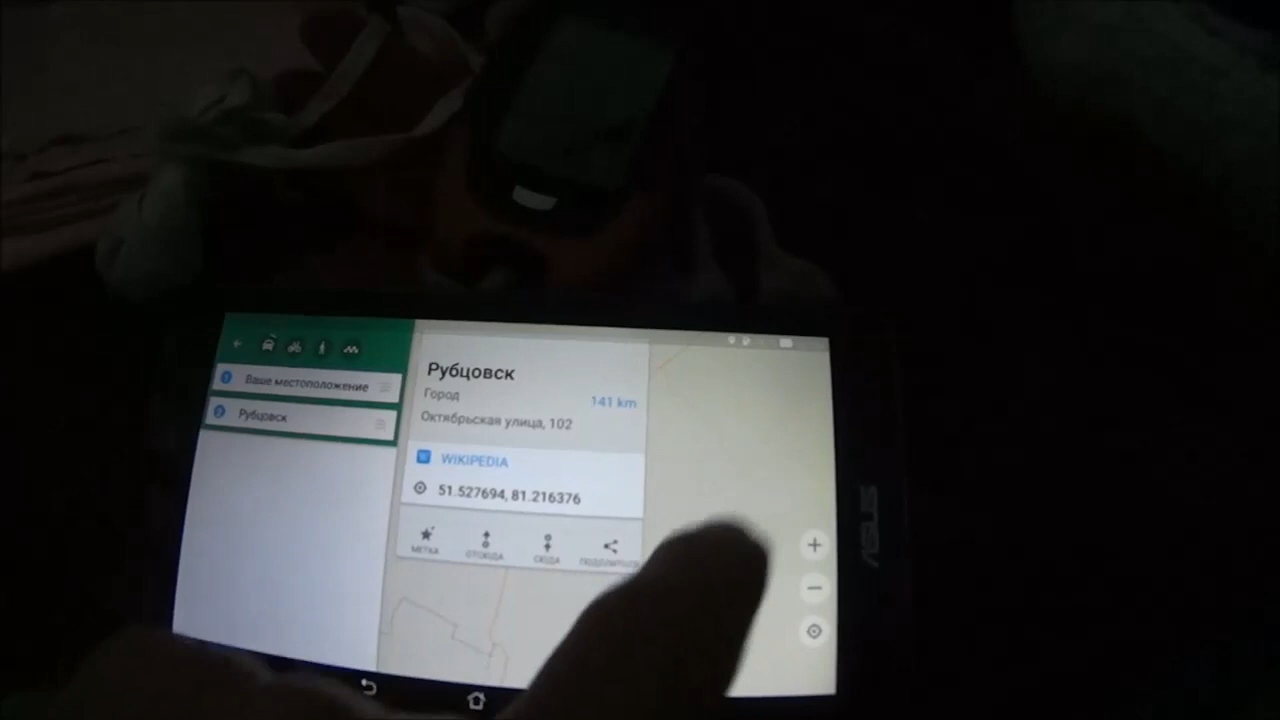 Ваше местоположение
Рубцовск
Рубцовск
Город
141 km
Октябрьская улица, 102
WIKIPEDIA
51.527694, 81.216376
МЕТКА
ОТСЮДА
СЮДА
ПОДЕЛИТЬСЯ
ASUS